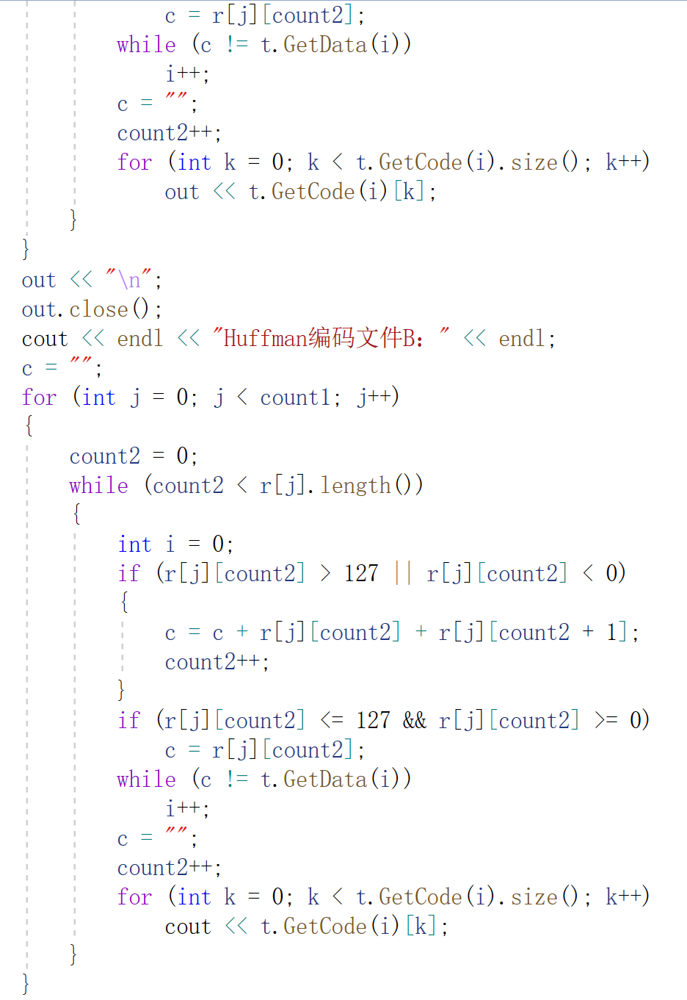 c = r[j][count2];
        while (c != t.GetData(i))
            i++;
        c = "";
        count2++;
        for (int k = 0; k < t.GetCode(i).size(); k++)
            out << t.GetCode(i)[k];
    }
}
out << "\n";
out.close();
cout << endl << "Huffman编码文件B：" << endl;
c = "";
for (int j = 0; j < count1; j++)
{
    count2 = 0;
    while (count2 < r[j].length())
    {
        int i = 0;
        if (r[j][count2] > 127 || r[j][count2] < 0)
        {
            c = c + r[j][count2] + r[j][count2 + 1];
            count2++;
        }
        if (r[j][count2] <= 127 && r[j][count2] >= 0)
            c = r[j][count2];
        while (c != t.GetData(i))
            i++;
        c = "";
        count2++;
        for (int k = 0; k < t.GetCode(i).size(); k++)
            cout << t.GetCode(i)[k];
    }
}